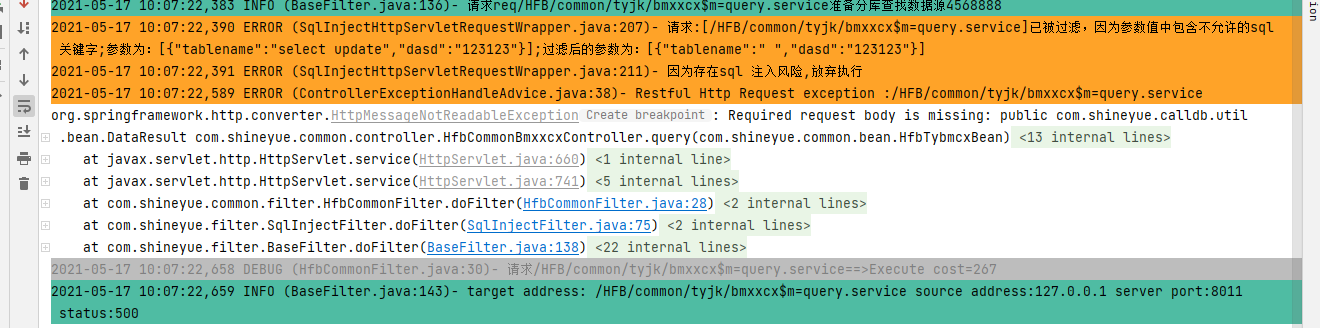 2021-05-17 10:07:22,383 INFO (BaseFilter.java:136)- 请求req/HFB/common/tyjk/bmxxcx$m=query.service准备分库查找数据源4568888
2021-05-17 10:07:22,390 ERROR (SqlInjectHttpServletRequestWrapper.java:207)- 请求:[/HFB/common/tyjk/bmxxcx$m=query.service]已被过滤，因为参数值中包含不允许的sql
关键字;参数为：[{"tablename":"select update","dasd":"123123"}];过滤后的参数为：[{"tablename":" ","dasd":"123123"}]
2021-05-17 10:07:22,391 ERROR (SqlInjectHttpServletRequestWrapper.java:211)- 因为存在sql 注入风险,放弃执行
2021-05-17 10:07:22,589 ERROR (ControllerExceptionHandleAdvice.java:38)- Restful Http Request exception :/HFB/common/tyjk/bmxxcx$m=query.service
org.springframework.http.converter.HttpMessageNotReadableException Create breakpoint : Required request body is missing: public com.shineyue.calldb.util
.bean.DataResult com.shineyue.common.controller.HfbCommonBmxxcxController.query(com.shineyue.common.bean.HfbTybmcxBean) <13 internal lines>
at javax.servlet.http.HttpServlet.service(HttpServlet.java:660) <1 internal line>
at javax.servlet.http.HttpServlet.service(HttpServlet.java:741) <5 internal lines>
at com.shineyue.common.filter.HfbCommonFilter.doFilter(HfbCommonFilter.java:28) <2 internal lines>
at com.shineyue.filter.SqlInjectFilter.doFilter(SqlInjectFilter.java:75) <2 internal lines>
at com.shineyue.filter.BaseFilter.doFilter(BaseFilter.java:138) <22 internal lines>
2021-05-17 10:07:22,658 DEBUG (HfbCommonFilter.java:30)- 请求/HFB/common/tyjk/bmxxcx$m=query.service==>Execute cost=267
2021-05-17 10:07:22,659 INFO (BaseFilter.java:143)- target address: /HFB/common/tyjk/bmxxcx$m=query.service source address:127.0.0.1 server port:8011
status:500